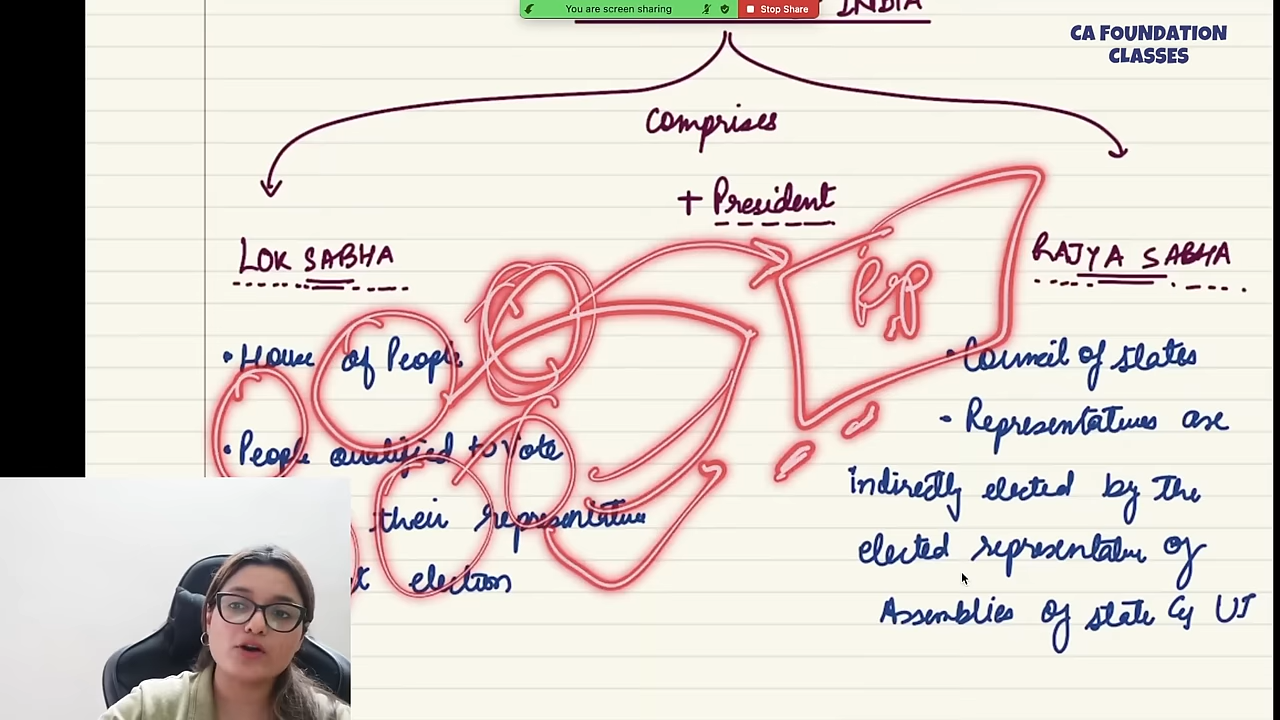 You are screen sharing Stop Share
INDIA
CA FOUNDATION
CLASSES
Comprises
+ President
LOK SABHA
RAJYA SABHA
Rep
• House of People
• Council of states
• People qualified to vote
• Representatives are
their representative
indirectly elected by the
elected representative of
election
Assemblies of state & UT